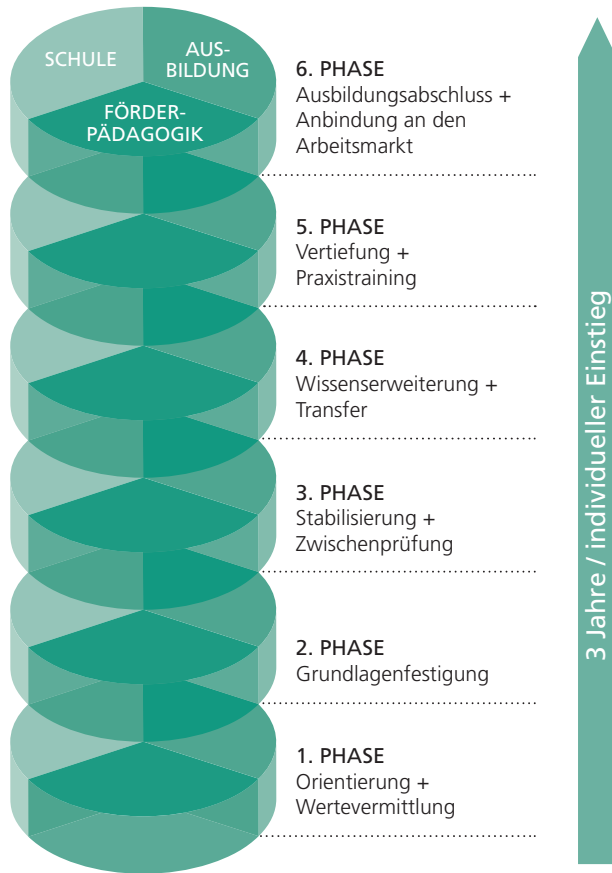 SCHULE
AUS-
BILDUNG
FÖRDER-
PÄDAGOGIK
6. PHASE
Ausbildungsabschluss +
Anbindung an den
Arbeitsmarkt
5. PHASE
Vertiefung +
Praxistraining
4. PHASE
Wissenserweiterung +
Transfer
3. PHASE
Stabilisierung +
Zwischenprüfung
2. PHASE
Grundlagenfestigung
1. PHASE
Orientierung +
Wertevermittlung
3 Jahre / individueller Einstieg